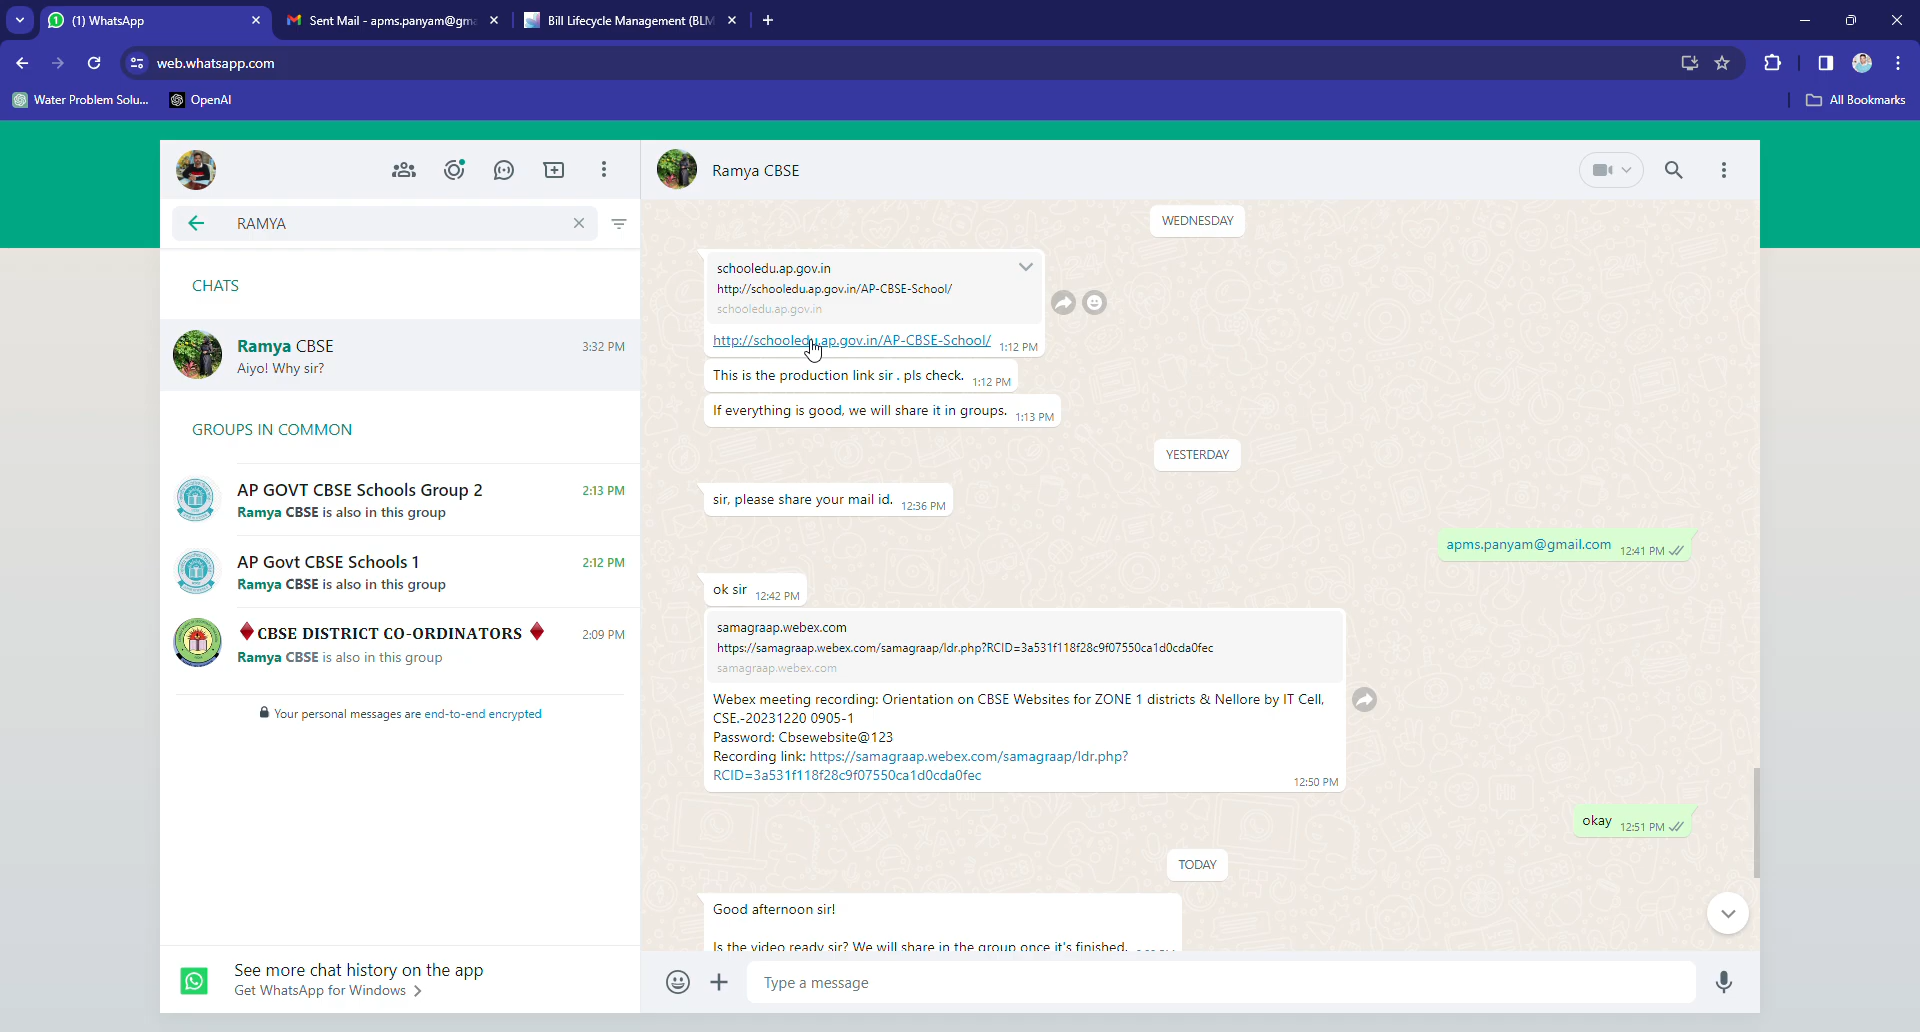 (1) WhatsApp
Sent Mail - apms.panyam@gma
Bill Lifecycle Management (BLM
web.whatsapp.com
Water Problem Solu...
OpenAI
All Bookmarks
RAMYA
CHATS
Ramya CBSE
3:32 PM
Aiyo! Why sir?
GROUPS IN COMMON
AP GOVT CBSE Schools Group 2
2:13 PM
Ramya CBSE is also in this group
AP Govt CBSE Schools 1
2:12 PM
Ramya CBSE is also in this group
♦CBSE DISTRICT CO-ORDINATORS ♦
2:09 PM
Ramya CBSE is also in this group
Your personal messages are end-to-end encrypted
See more chat history on the app
Get WhatsApp for Windows >
Ramya CBSE
WEDNESDAY
schooledu.ap.gov.in
http://schooledu.ap.gov.in/AP-CBSE-School/
schooledu.ap.gov.in
http://schooledu.ap.gov.in/AP-CBSE-School/ 1:12 PM
This is the production link sir . pls check. 1:12 PM
If everything is good, we will share it in groups. 1:13 PM
YESTERDAY
sir, please share your mail id. 12:36 PM
apms.panyam@gmail.com 12:41 PM
ok sir 12:42 PM
samagraap.webex.com
https://samagraap.webex.com/samagraap/ldr.php?RCID=3a531f118f28c9f07550ca1d0cda0fec
samagraap.webex.com
Webex meeting recording: Orientation on CBSE Websites for ZONE 1 districts & Nellore by IT Cell,
CSE.-20231220 0905-1
Password: Cbsewebsite@123
Recording link: https://samagraap.webex.com/samagraap/ldr.php?
RCID=3a531f118f28c9f07550ca1d0cda0fec
12:50 PM
okay 12:51 PM
TODAY
Good afternoon sir!
Is the video ready sir? We will share in the group once it's finished.
Type a message